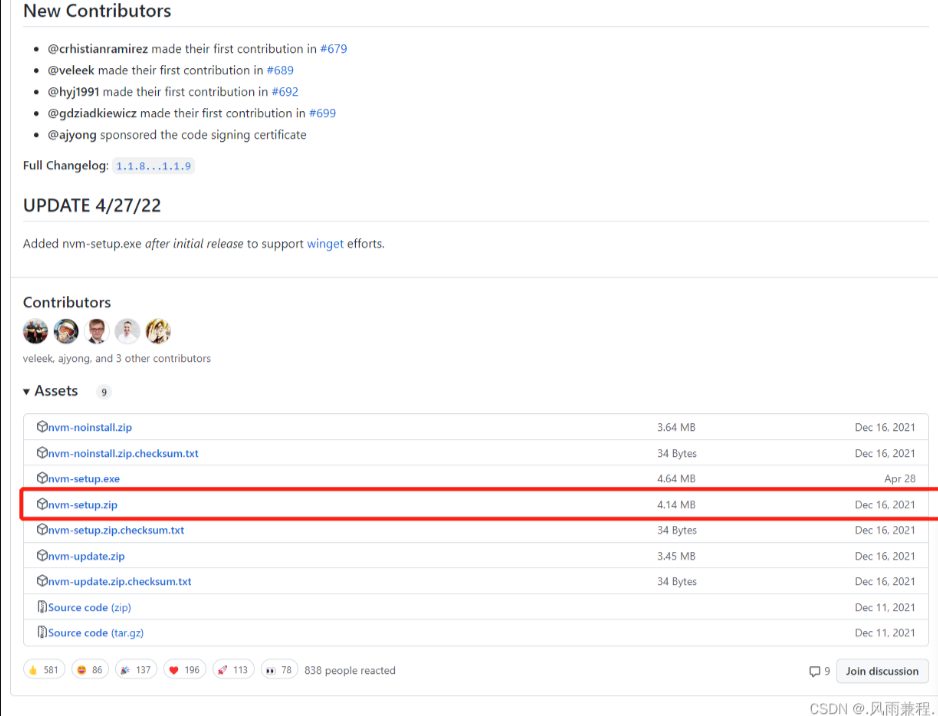 New Contributors
@crhistianramirez made their first contribution in #679
@veleek made their first contribution in #689
@hyj1991 made their first contribution in #692
@gdziadkiewicz made their first contribution in #699
@ajyong sponsored the code signing certificate
Full Changelog: 1.1.8...1.1.9
UPDATE 4/27/22
Added nvm-setup.exe after initial release to support winget efforts.
Contributors
veleek, ajyong, and 3 other contributors
Assets 9
nvm-noinstall.zip 3.64 MB Dec 16, 2021
nvm-noinstall.zip.checksum.txt 34 Bytes Dec 16, 2021
nvm-setup.exe 4.64 MB Apr 28
nvm-setup.zip 4.14 MB Dec 16, 2021
nvm-setup.zip.checksum.txt 34 Bytes Dec 16, 2021
nvm-update.zip 3.45 MB Dec 16, 2021
nvm-update.zip.checksum.txt 34 Bytes Dec 16, 2021
Source code (zip) Dec 11, 2021
Source code (tar.gz) Dec 11, 2021
581 86 137 196 113 78 838 people reacted 9 Join discussion
CSDN @.风雨兼程.